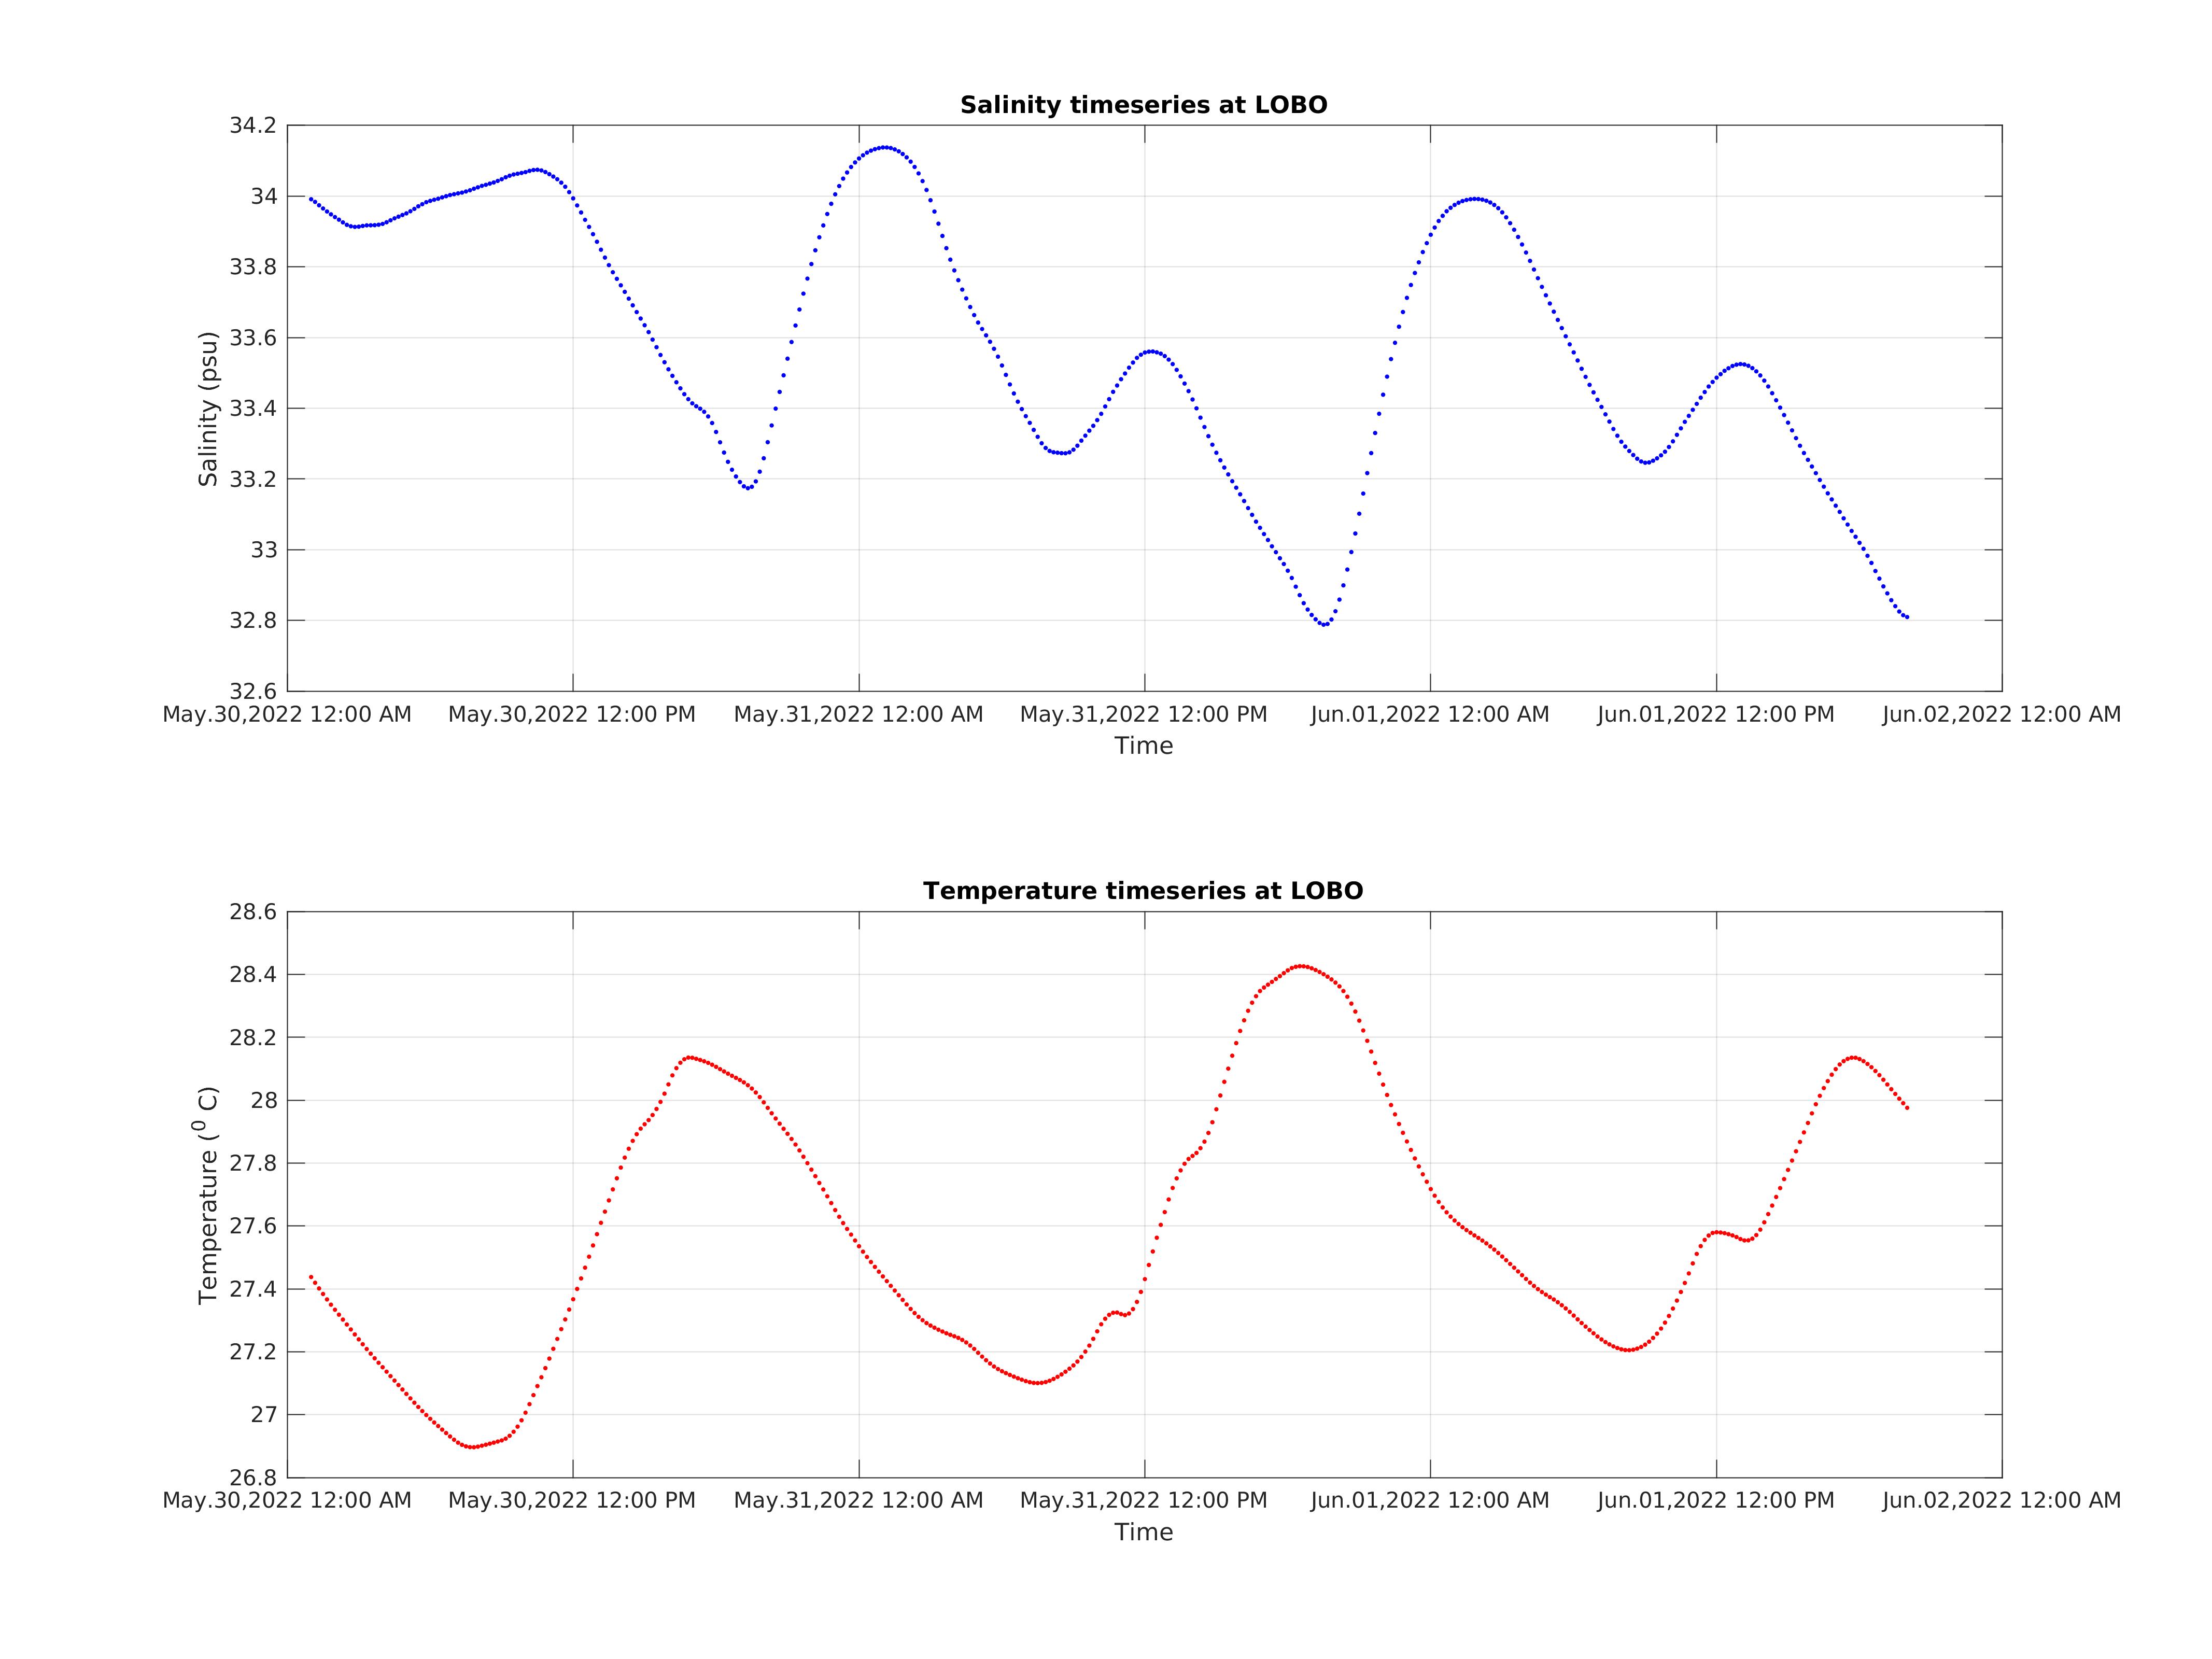 Salinity timeseries at LOBO
34.2
34
33.8
33.6
33.4
33.2
33
32.8
32.6
Salinity (psu)
May.30,2022 12:00 AM May.30,2022 12:00 PM May.31,2022 12:00 AM May.31,2022 12:00 PM Jun.01,2022 12:00 AM Jun.01,2022 12:00 PM Jun.02,2022 12:00 AM
Time
Temperature timeseries at LOBO
28.6
28.4
28.2
28
27.8
27.6
27.4
27.2
27
26.8
Temperature (⁰ C)
May.30,2022 12:00 AM May.30,2022 12:00 PM May.31,2022 12:00 AM May.31,2022 12:00 PM Jun.01,2022 12:00 AM Jun.01,2022 12:00 PM Jun.02,2022 12:00 AM
Time